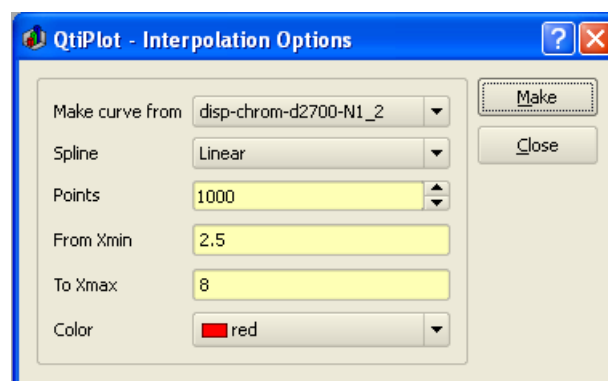 QtiPlot - Interpolation Options
Make curve from disp-chrom-d2700-N1_2 Make
Spline Linear Close
Points 1000
From Xmin 2.5
To Xmax 8
Color red